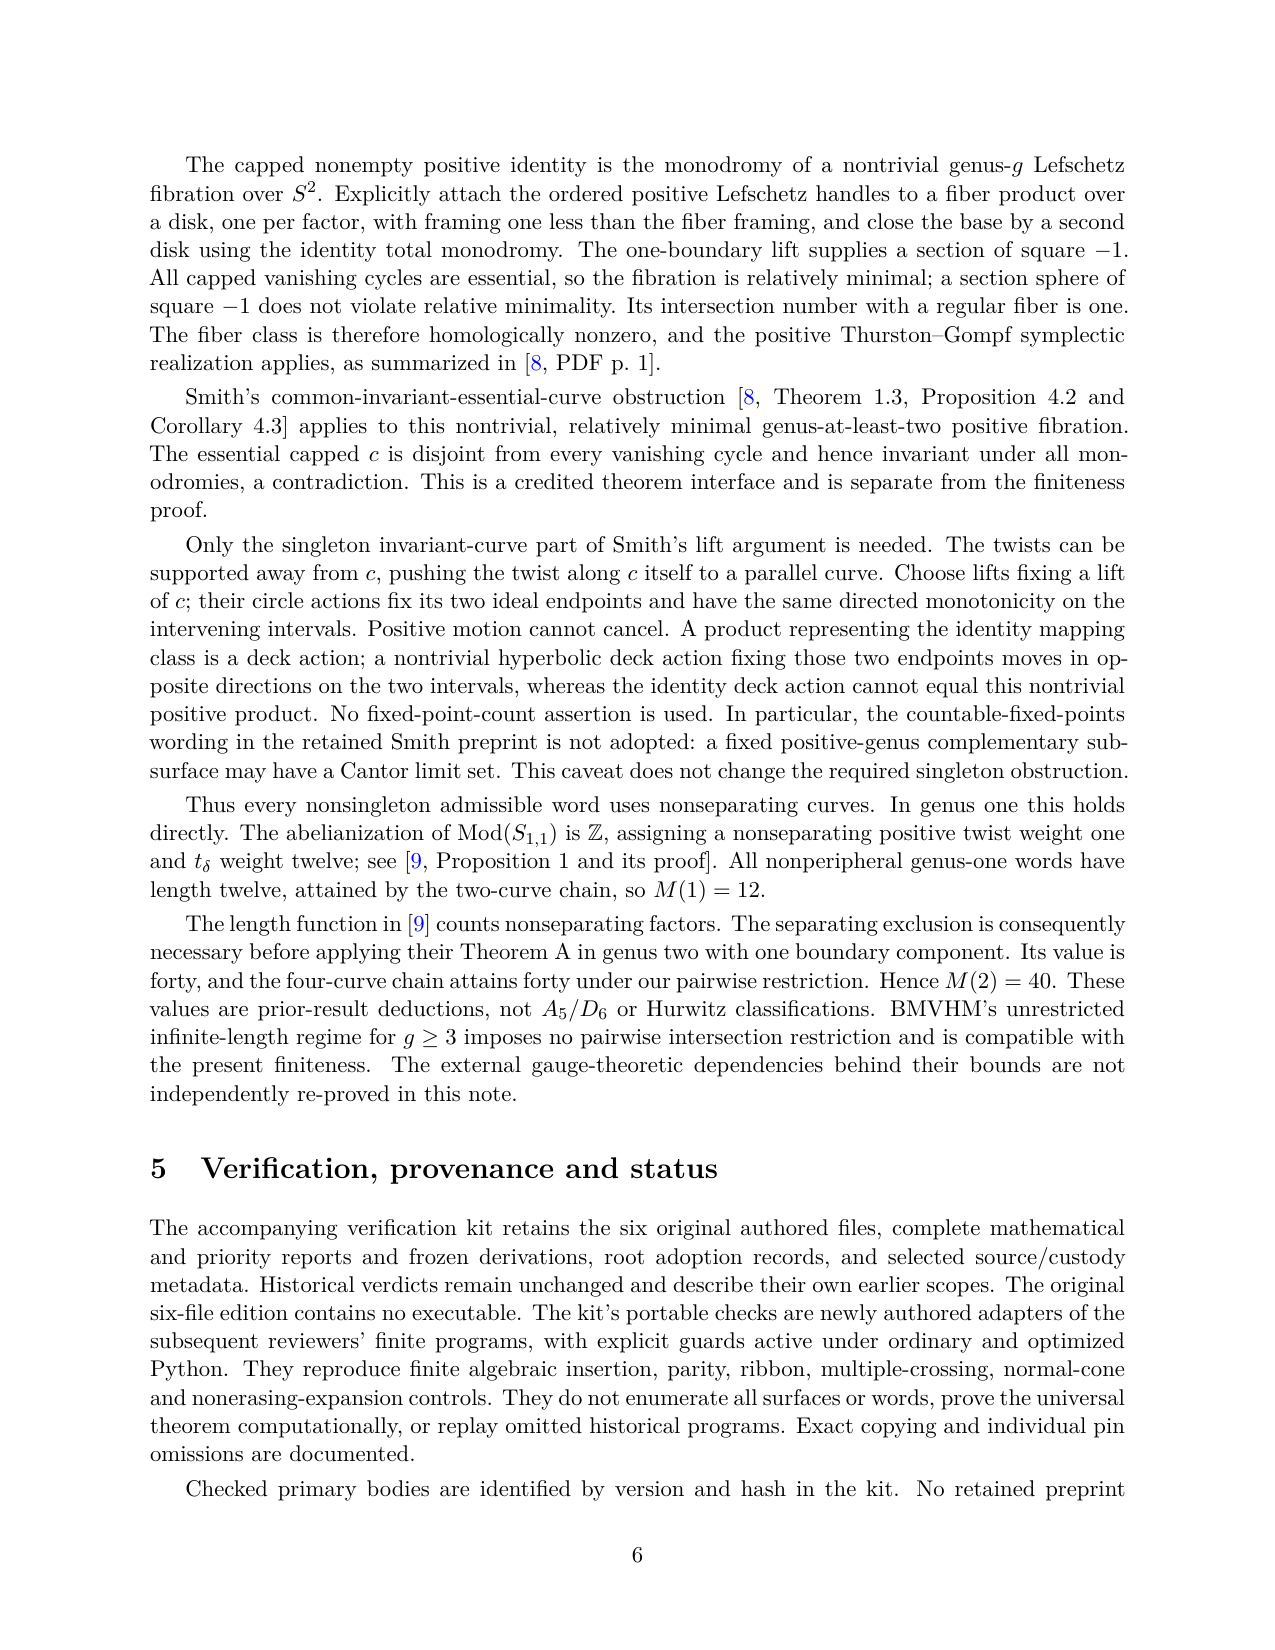 The capped nonempty positive identity is the monodromy of a nontrivial genus-g Lefschetz
fibration over S². Explicitly attach the ordered positive Lefschetz handles to a fiber product over
a disk, one per factor, with framing one less than the fiber framing, and close the base by a second
disk using the identity total monodromy. The one-boundary lift supplies a section of square −1.
All capped vanishing cycles are essential, so the fibration is relatively minimal; a section sphere of
square −1 does not violate relative minimality. Its intersection number with a regular fiber is one.
The fiber class is therefore homologically nonzero, and the positive Thurston–Gompf symplectic
realization applies, as summarized in [8, PDF p. 1].
Smith's common-invariant-essential-curve obstruction [8, Theorem 1.3, Proposition 4.2 and
Corollary 4.3] applies to this nontrivial, relatively minimal genus-at-least-two positive fibration.
The essential capped c is disjoint from every vanishing cycle and hence invariant under all mon-
odromies, a contradiction. This is a credited theorem interface and is separate from the finiteness
proof.
Only the singleton invariant-curve part of Smith's lift argument is needed. The twists can be
supported away from c, pushing the twist along c itself to a parallel curve. Choose lifts fixing a lift
of c; their circle actions fix its two ideal endpoints and have the same directed monotonicity on the
intervening intervals. Positive motion cannot cancel. A product representing the identity mapping
class is a deck action; a nontrivial hyperbolic deck action fixing those two endpoints moves in op-
posite directions on the two intervals, whereas the identity deck action cannot equal this nontrivial
positive product. No fixed-point-count assertion is used. In particular, the countable-fixed-points
wording in the retained Smith preprint is not adopted: a fixed positive-genus complementary sub-
surface may have a Cantor limit set. This caveat does not change the required singleton obstruction.
Thus every nonsingleton admissible word uses nonseparating curves. In genus one this holds
directly. The abelianization of Mod(S₁,₁) is ℤ, assigning a nonseparating positive twist weight one
and t_δ weight twelve; see [9, Proposition 1 and its proof]. All nonperipheral genus-one words have
length twelve, attained by the two-curve chain, so M(1) = 12.
The length function in [9] counts nonseparating factors. The separating exclusion is consequently
necessary before applying their Theorem A in genus two with one boundary component. Its value is
forty, and the four-curve chain attains forty under our pairwise restriction. Hence M(2) = 40. These
values are prior-result deductions, not A₅/D₆ or Hurwitz classifications. BMVHM's unrestricted
infinite-length regime for g ≥ 3 imposes no pairwise intersection restriction and is compatible with
the present finiteness. The external gauge-theoretic dependencies behind their bounds are not
independently re-proved in this note.
5 Verification, provenance and status
The accompanying verification kit retains the six original authored files, complete mathematical
and priority reports and frozen derivations, root adoption records, and selected source/custody
metadata. Historical verdicts remain unchanged and describe their own earlier scopes. The original
six-file edition contains no executable. The kit's portable checks are newly authored adapters of the
subsequent reviewers' finite programs, with explicit guards active under ordinary and optimized
Python. They reproduce finite algebraic insertion, parity, ribbon, multiple-crossing, normal-cone
and nonerasing-expansion controls. They do not enumerate all surfaces or words, prove the universal
theorem computationally, or replay omitted historical programs. Exact copying and individual pin
omissions are documented.
Checked primary bodies are identified by version and hash in the kit. No retained preprint
6